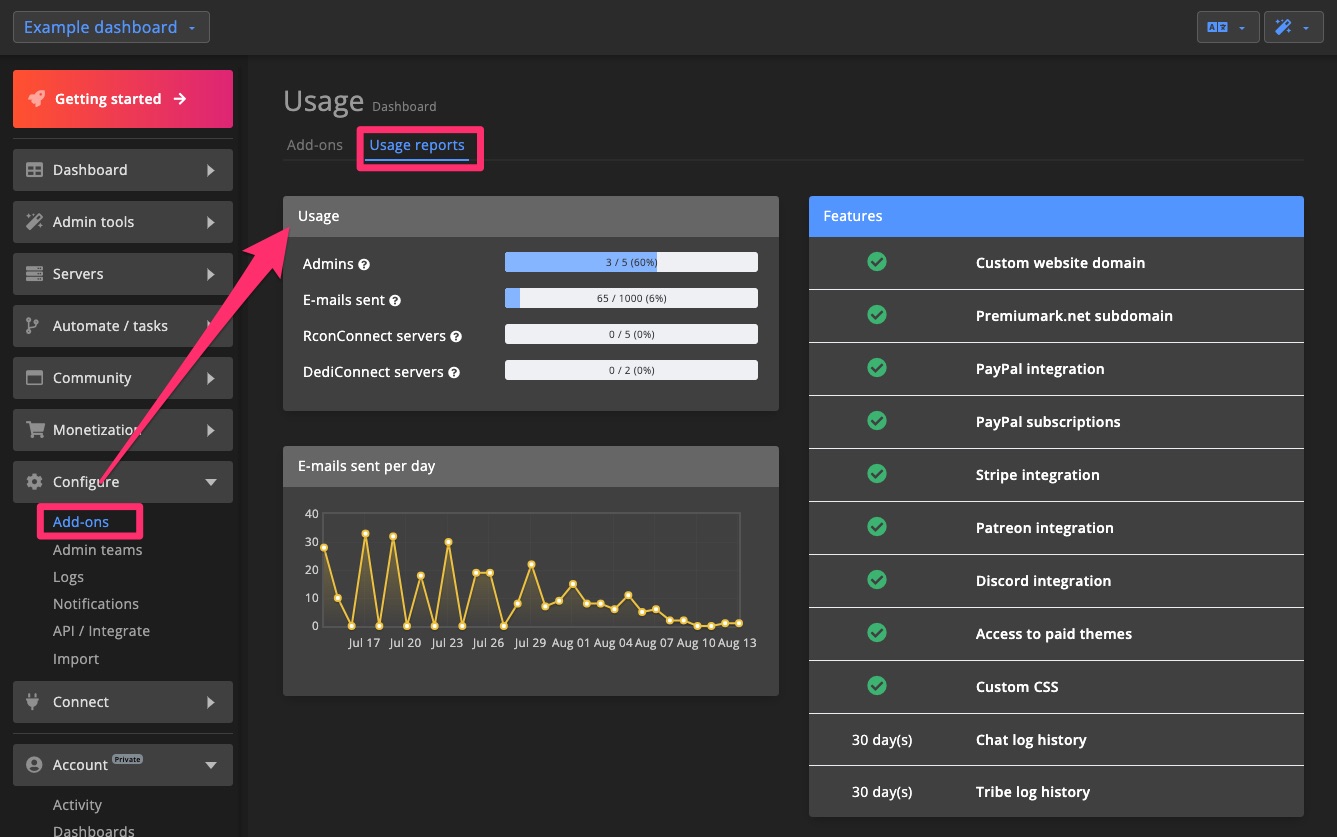 Example dashboard
Getting started
Dashboard
Admin tools
Servers
Automate / tasks
Community
Monetization
Configure
Add-ons
Admin teams
Logs
Notifications
API / Integrate
Import
Connect
Account Private
Activity
Dashboards
Usage Dashboard
Add-ons Usage reports
Usage
Admins 3 / 5 (60%)
E-mails sent 65 / 1000 (6%)
RconConnect servers 0 / 5 (0%)
DediConnect servers 0 / 2 (0%)
E-mails sent per day
40
30
20
10
0
Jul 17 Jul 20 Jul 23 Jul 26 Jul 29 Aug 01 Aug 04 Aug 07 Aug 10 Aug 13
Features
Custom website domain
Premiumark.net subdomain
PayPal integration
PayPal subscriptions
Stripe integration
Patreon integration
Discord integration
Access to paid themes
Custom CSS
30 day(s) Chat log history
30 day(s) Tribe log history